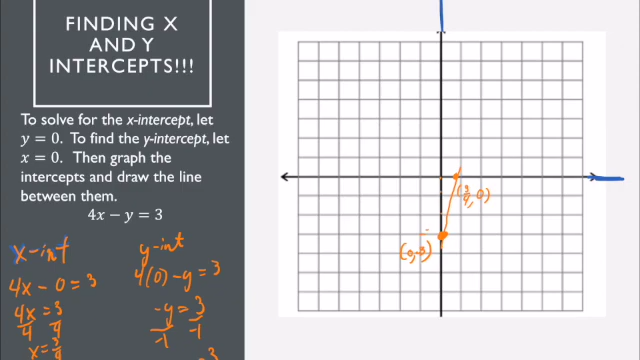 FINDING X
AND Y
INTERCEPTS!!!
To solve for the x-intercept, let
y = 0. To find the y-intercept, let
x = 0. Then graph the
intercepts and draw the line
between them.
4x − y = 3
x-int
4x - 0 = 3
4x = 3
4 4
x = 3/4
y-int
4(0) - y = 3
-y = 3
-1 -1
3
(3/4, 0)
(0, -3)